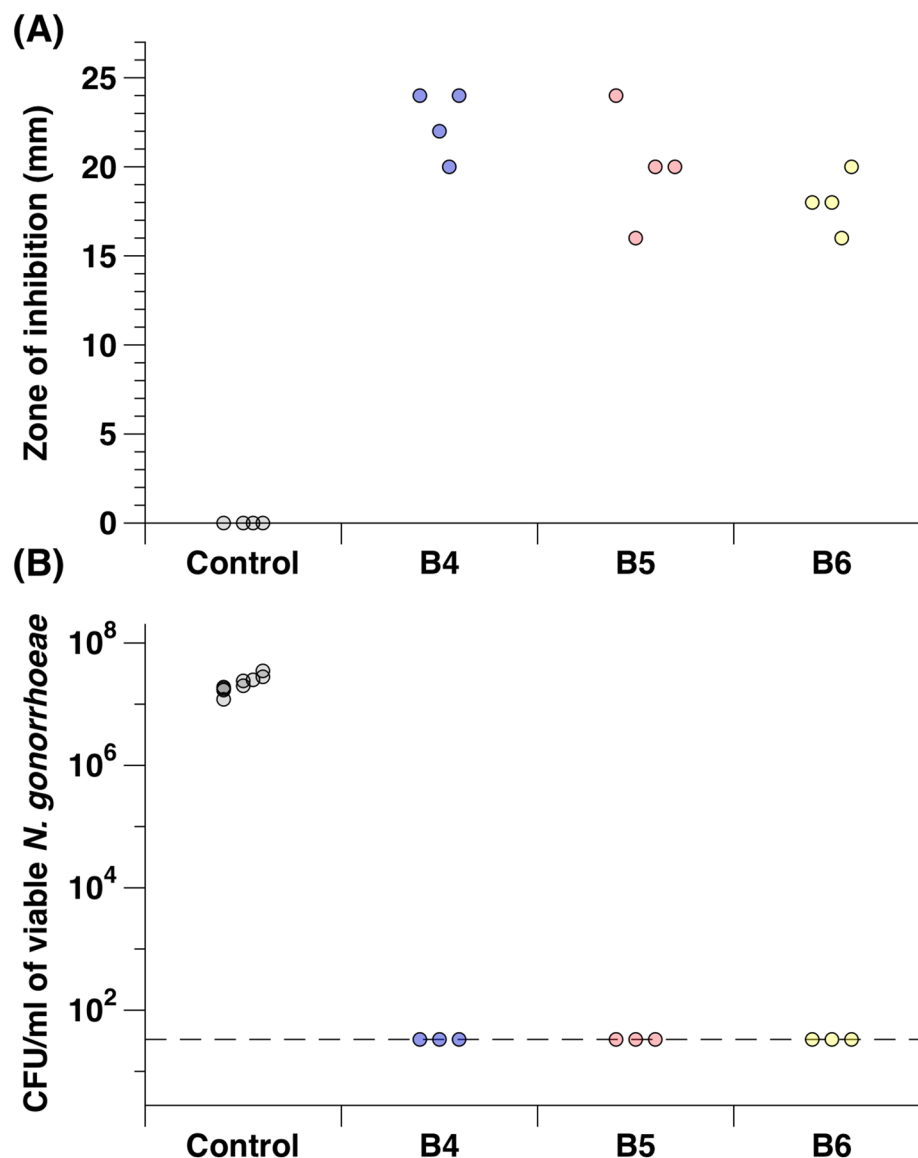 (A)
Zone of inhibition (mm)
25
20
15
10
5
0
Control B4 B5 B6
(B)
CFU/ml of viable N. gonorrhoeae
10^8
10^6
10^4
10^2
Control B4 B5 B6